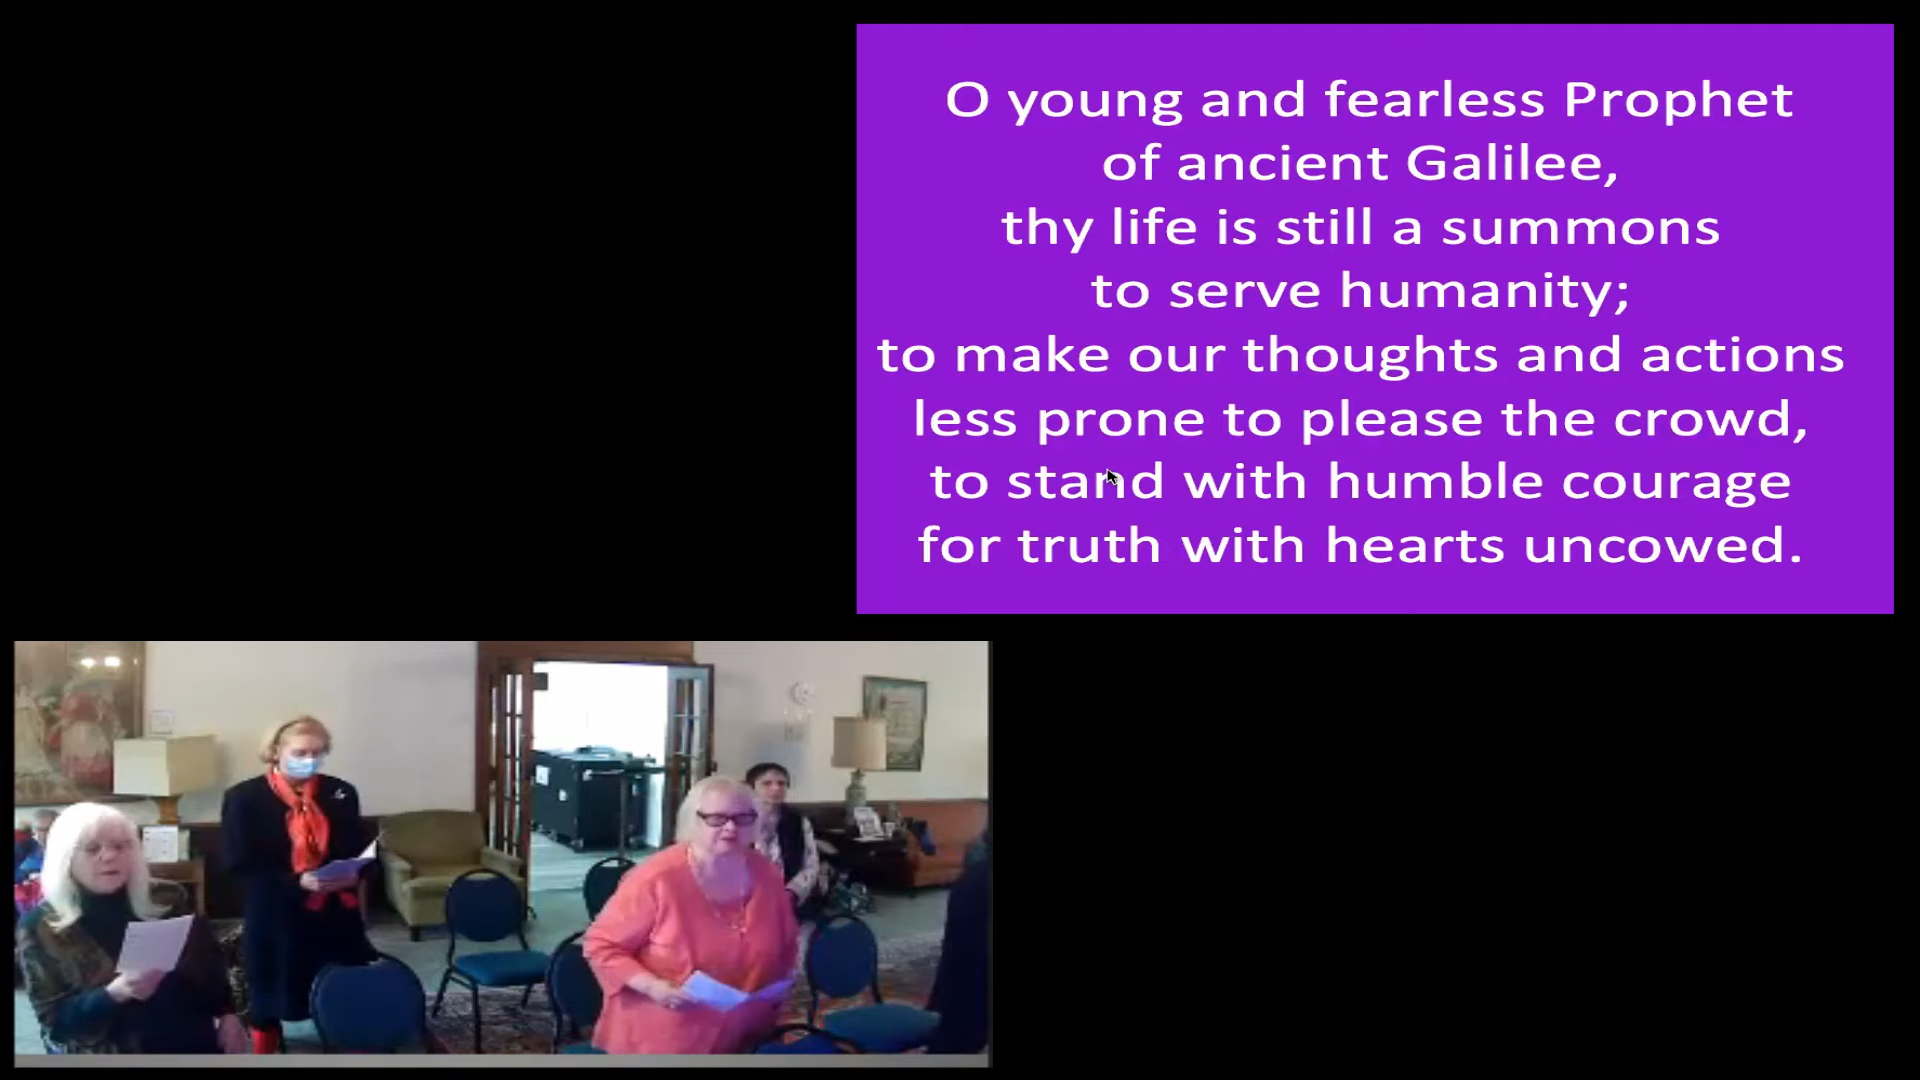 O young and fearless Prophet
of ancient Galilee,
thy life is still a summons
to serve humanity;
to make our thoughts and actions
less prone to please the crowd,
to stand with humble courage
for truth with hearts uncowed.